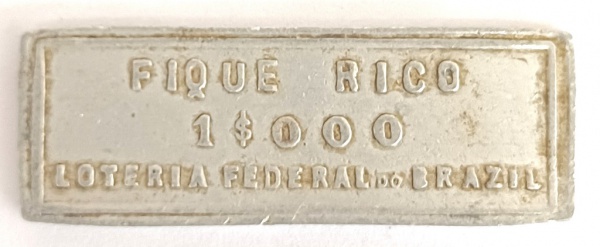 FIQUE RICO
1$000
LOTERIA FEDERAL DO BRAZIL